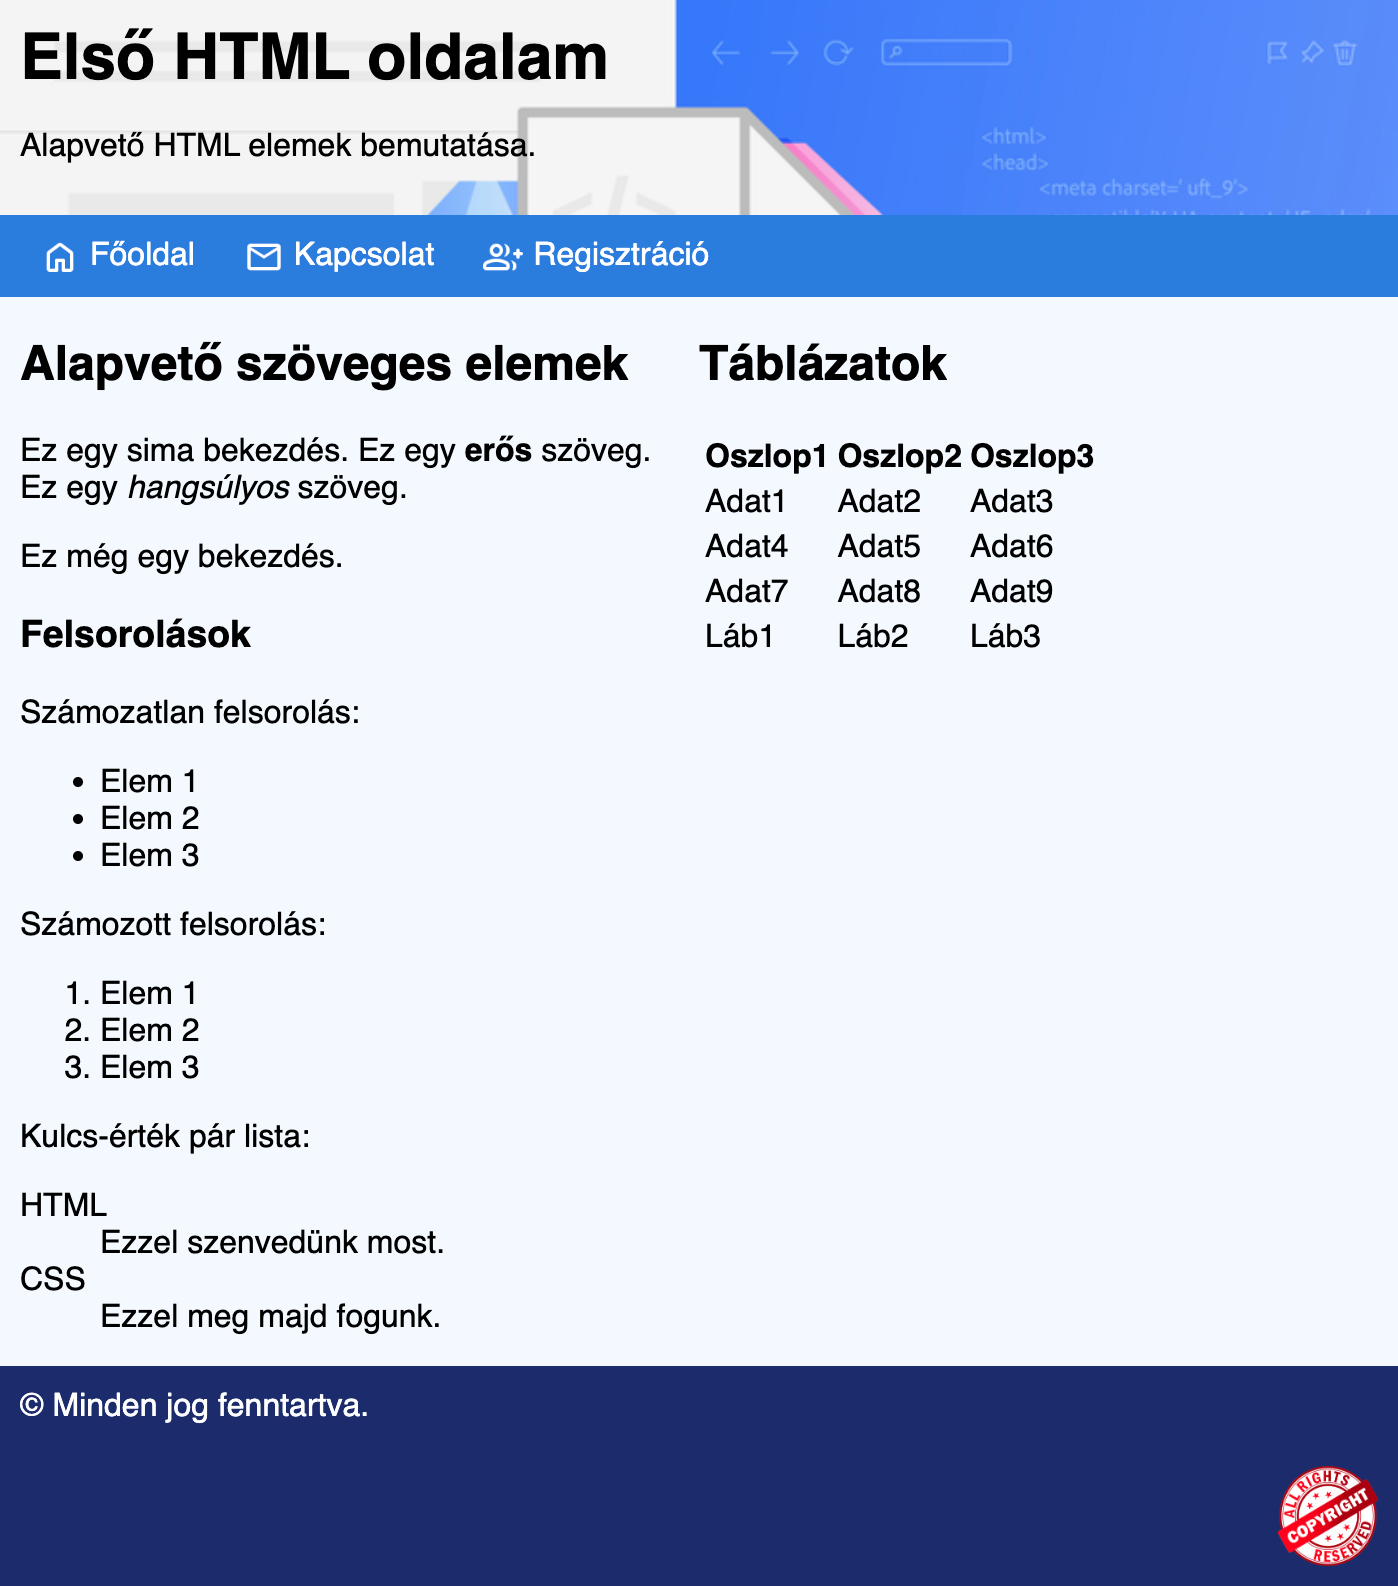 Első HTML oldalam
Alapvető HTML elemek bemutatása.
</>
<html>
<head>
<meta charset=' uft_9'>
Főoldal Kapcsolat Regisztráció
Alapvető szöveges elemek
Ez egy sima bekezdés. Ez egy erős szöveg.
Ez egy hangsúlyos szöveg.
Ez még egy bekezdés.
Felsorolások
Számozatlan felsorolás:
• Elem 1
• Elem 2
• Elem 3
Számozott felsorolás:
1. Elem 1
2. Elem 2
3. Elem 3
Kulcs-érték pár lista:
HTML
Ezzel szenvedünk most.
CSS
Ezzel meg majd fogunk.
Táblázatok
Oszlop1 Oszlop2 Oszlop3
Adat1 Adat2 Adat3
Adat4 Adat5 Adat6
Adat7 Adat8 Adat9
Láb1 Láb2 Láb3
© Minden jog fenntartva.
ALL RIGHTS
COPYRIGHT
RESERVED